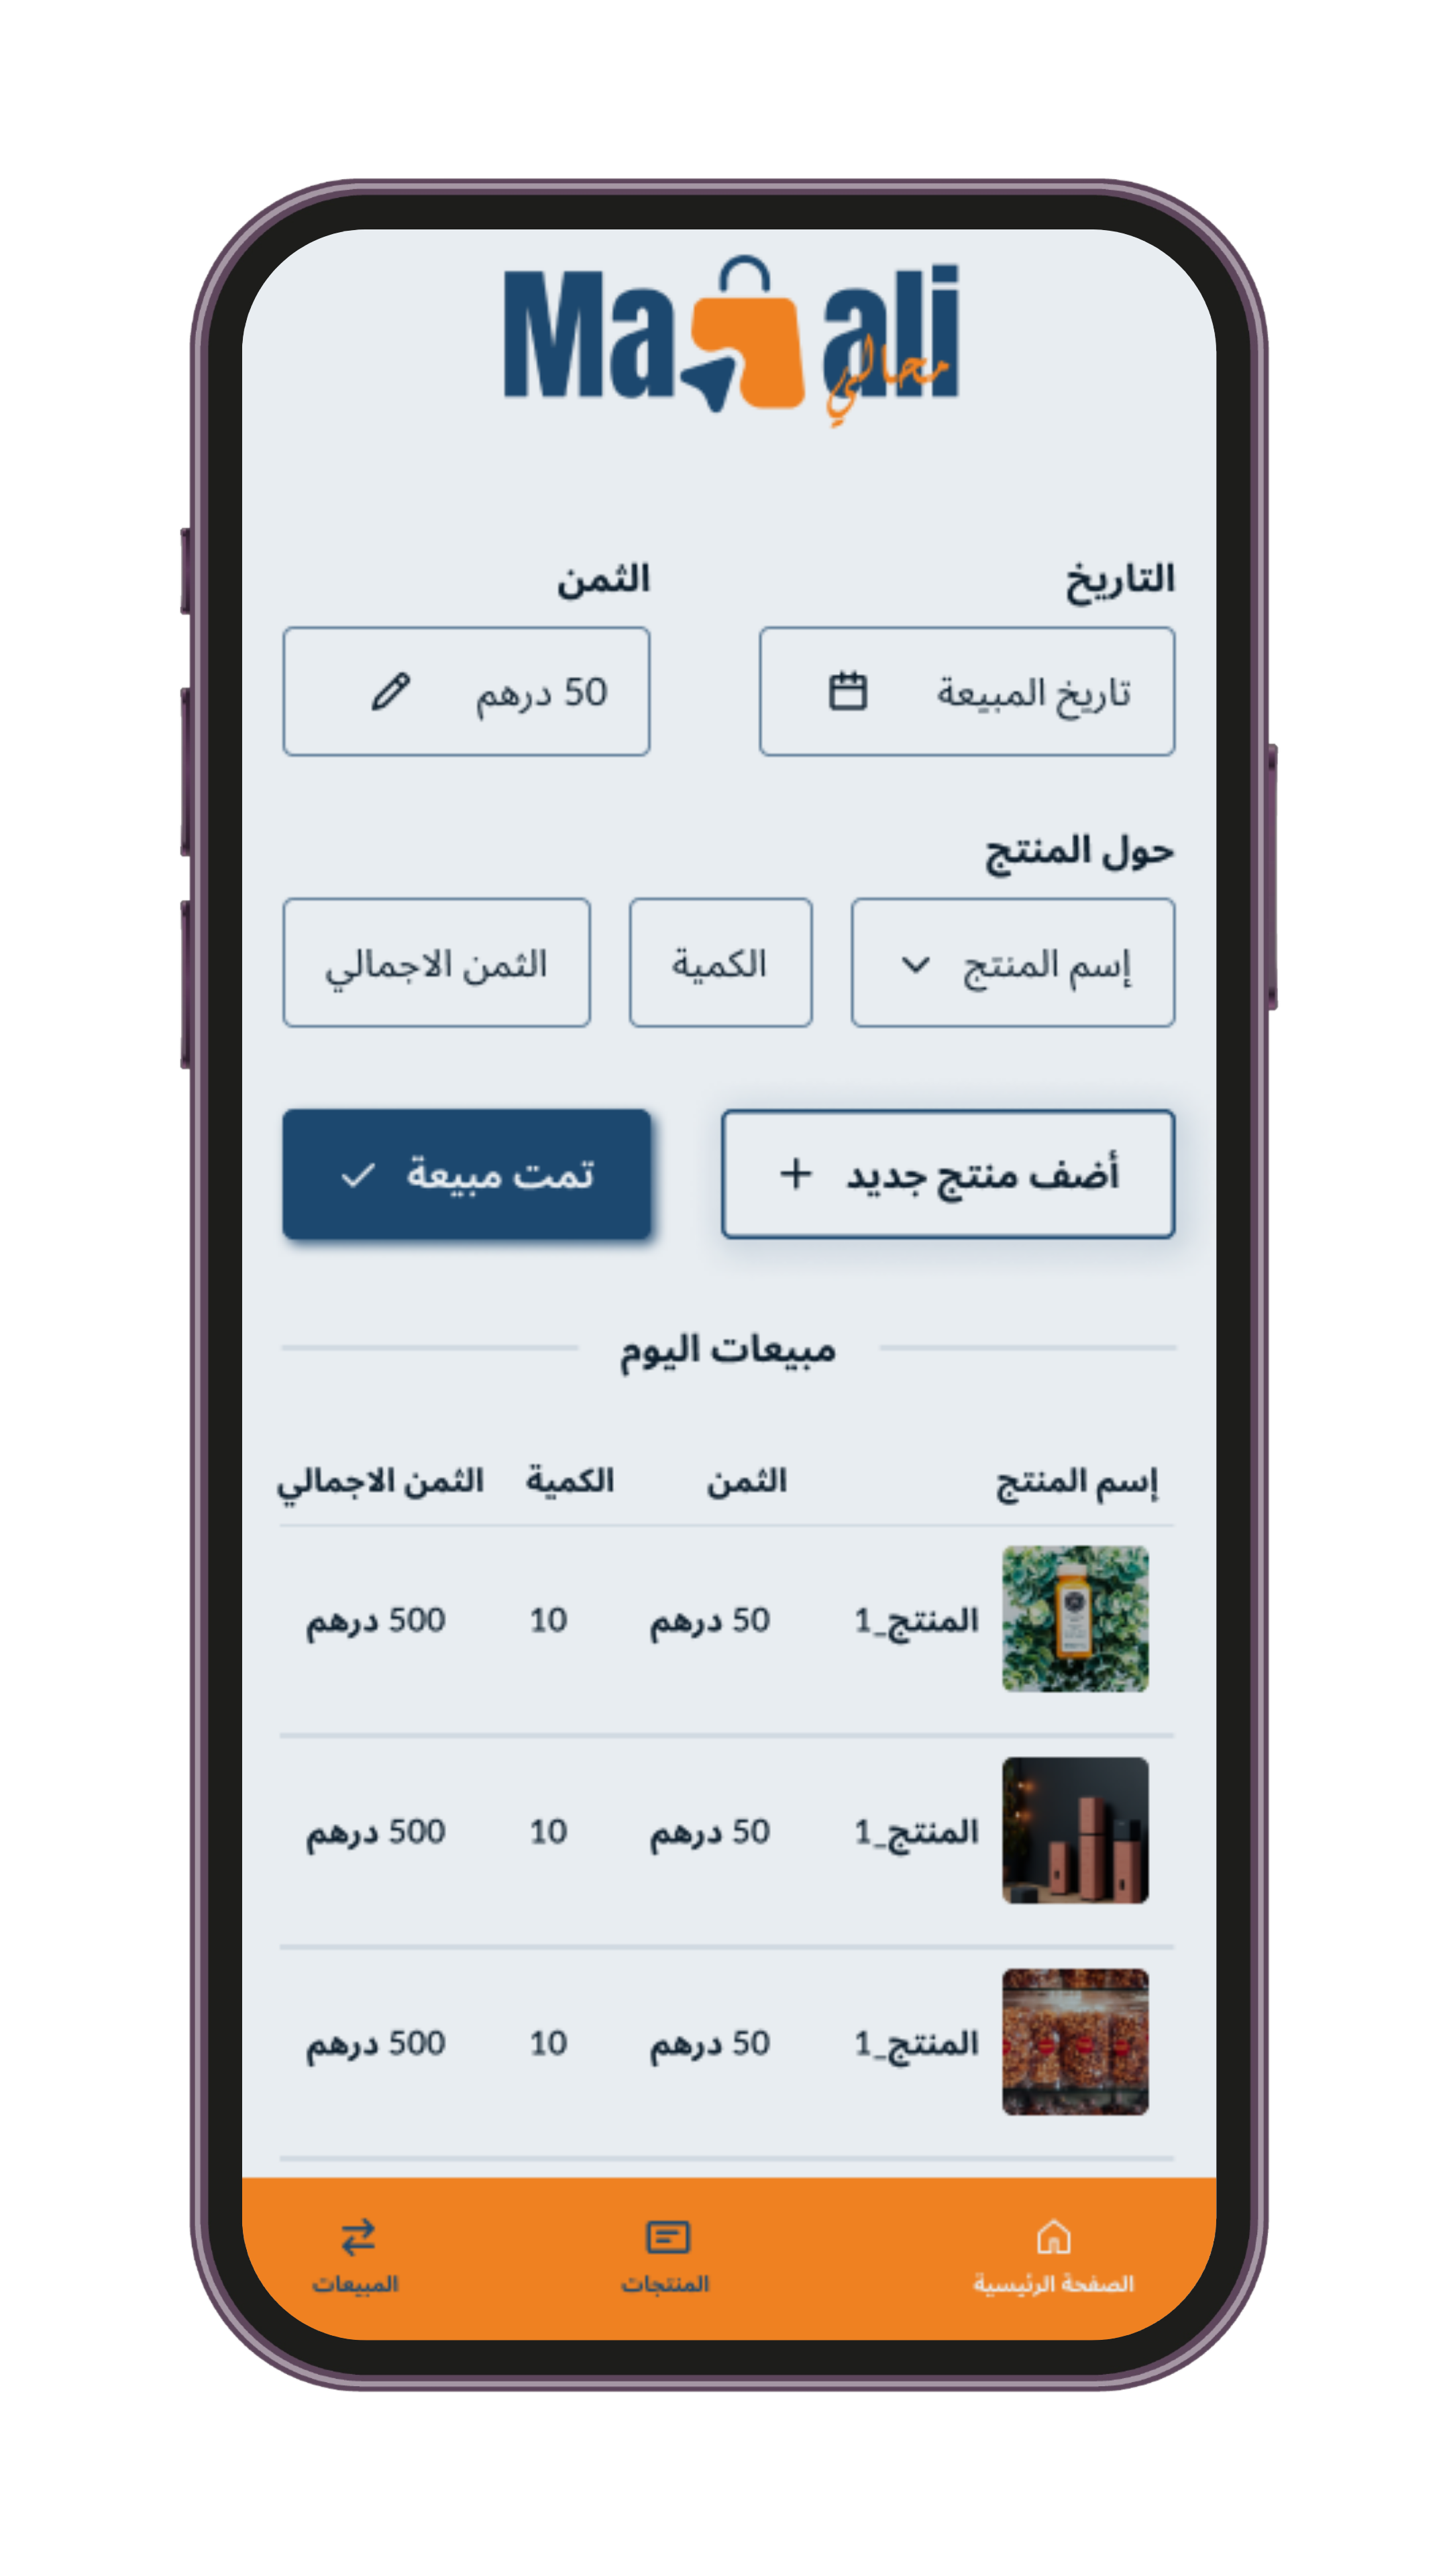 Ma ali
محالي
التاريخ
الثمن
تاريخ المبيعة
50 درهم
حول المنتج
إسم المنتج
الكمية
الثمن الاجمالي
أضف منتج جديد +
تمت مبيعة
مبيعات اليوم
إسم المنتج الثمن الكمية الثمن الاجمالي
المنتج_1 50 درهم 10 500 درهم
المنتج_1 50 درهم 10 500 درهم
المنتج_1 50 درهم 10 500 درهم
الصفحة الرئيسية
المنتجات
المبيعات